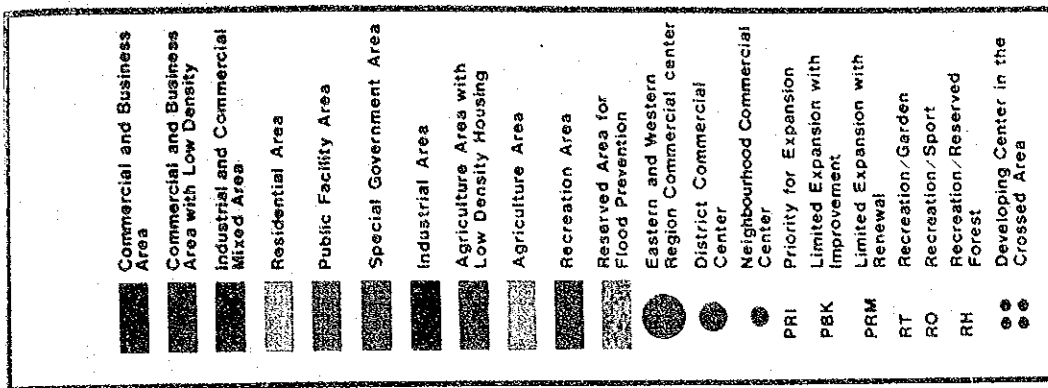 Commercial and Business
Area
Commercial and Business
Area with Low Density
Industrial and Commercial
Mixed Area
Residential Area
Public Facility Area
Special Government Area
Industrial Area
Agriculture Area with
Low Density Housing
Agriculture Area
Recreation Area
Reserved Area for
Flood Prevention
Eastern and Western
Region Commercial center
District Commercial
Center
Neighbourhood Commercial
Center
PRI Priority for Expansion
PBK Limited Expansion with
Improvement
PRM Limited Expansion with
Renewal
RT Recreation/Garden
RO Recreation/Sport
RH Recreation/Reserved
Forest
Developing Center in the
Crossed Area